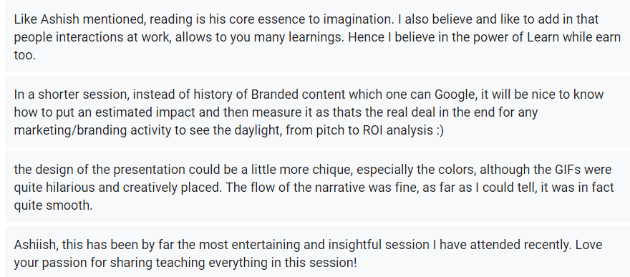 Like Ashish mentioned, reading is his core essence to imagination. I also believe and like to add in that
people interactions at work, allows to you many learnings. Hence I believe in the power of Learn while earn
too.
In a shorter session, instead of history of Branded content which one can Google, it will be nice to know
how to put an estimated impact and then measure it as thats the real deal in the end for any
marketing/branding activity to see the daylight, from pitch to ROI analysis :)
the design of the presentation could be a little more chique, especially the colors, although the GIFs were
quite hilarious and creatively placed. The flow of the narrative was fine, as far as I could tell, it was in fact
quite smooth.
Ashiish, this has been by far the most entertaining and insightful session I have attended recently. Love
your passion for sharing teaching everything in this session!